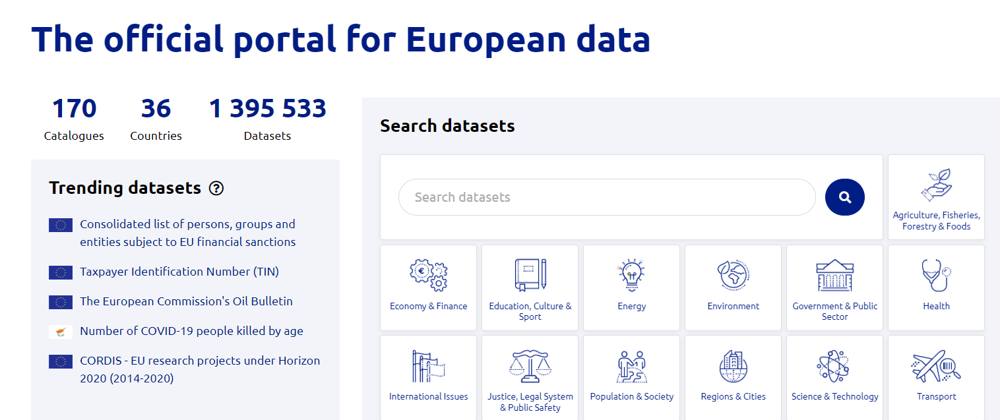 The official portal for European data
170
Catalogues
36
Countries
1 395 533
Datasets
Trending datasets ?
Consolidated list of persons, groups and
entities subject to EU financial sanctions
Taxpayer Identification Number (TIN)
The European Commission's Oil Bulletin
Number of COVID-19 people killed by age
CORDIS - EU research projects under Horizon
2020 (2014-2020)
Search datasets
Search datasets
Agriculture, Fisheries,
Forestry & Foods
Economy & Finance
Education, Culture &
Sport
Energy
Environment
Government & Public
Sector
Health
International Issues
Justice, Legal System
& Public Safety
Population & Society
Regions & Cities
Science & Technology
Transport